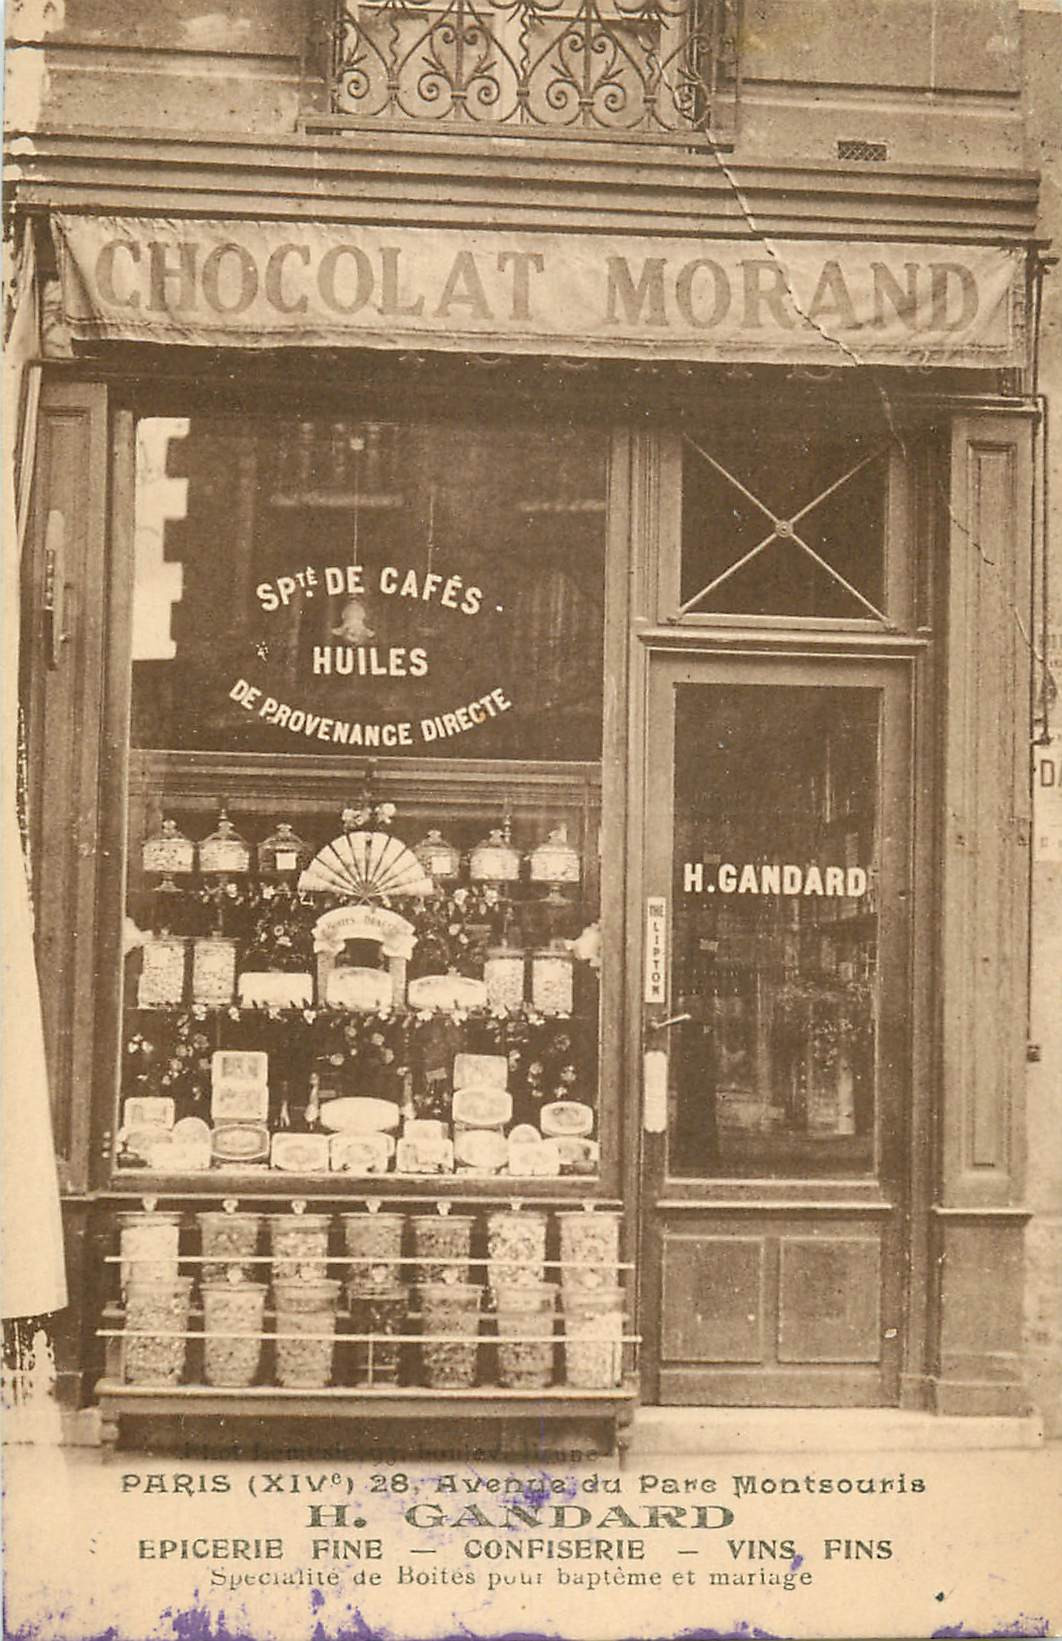 CHOCOLAT MORAND
SPTÉ DE CAFÉS.
HUILES
DE PROVENANCE DIRECTE
H. GANDARD
THE LIPTON
PARIS (XIVe) 28, Avenue du Parc Montsouris
H. GANDARD
EPICERIE FINE — CONFISERIE — VINS FINS
Spécialité de Boites pour baptême et mariage